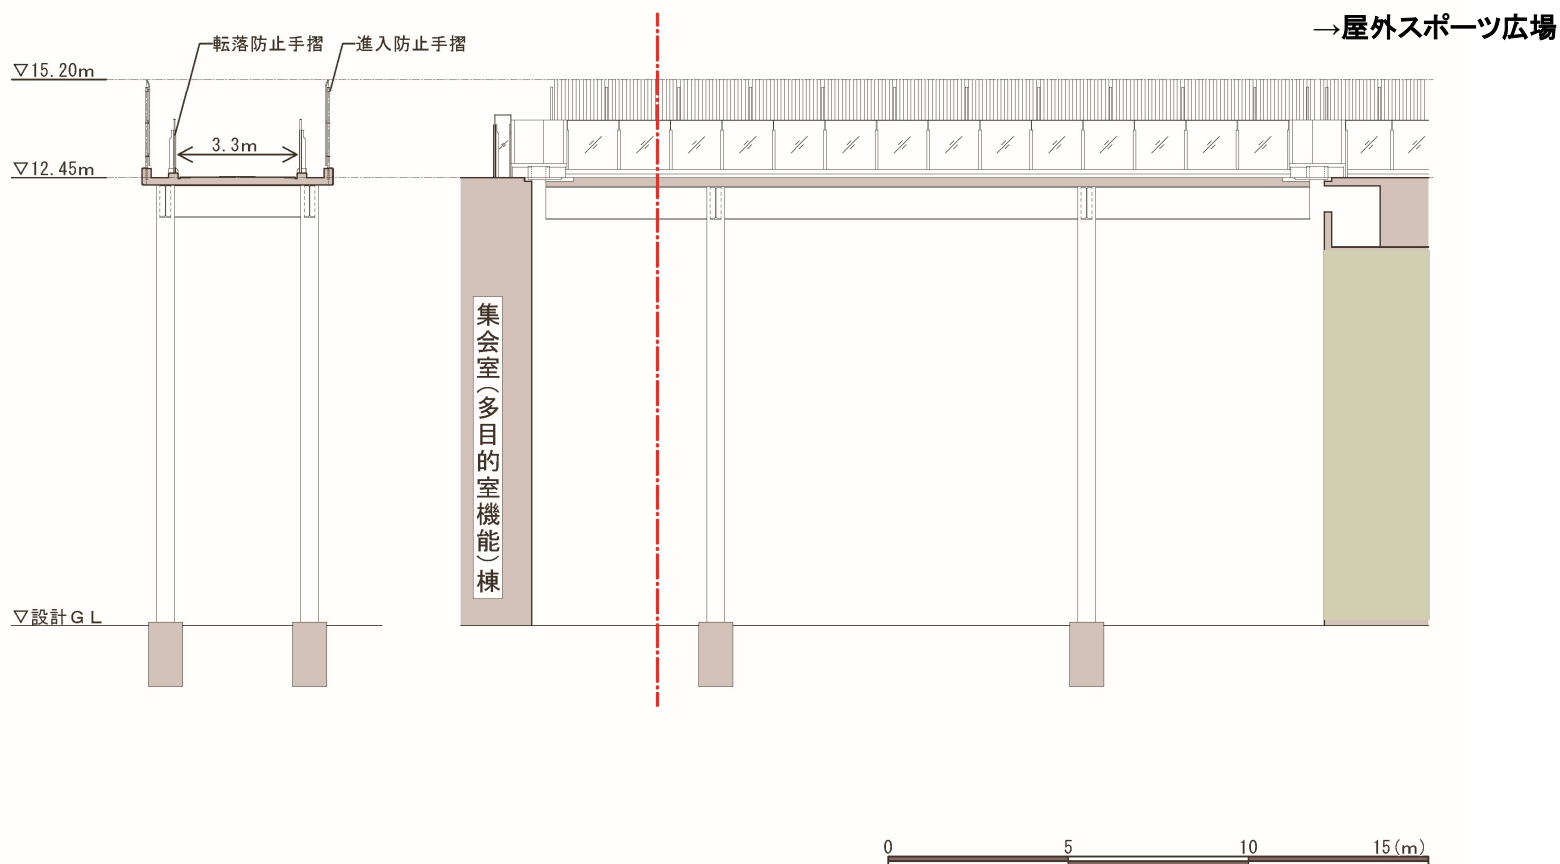 →屋外スポーツ広場
転落防止手摺
進入防止手摺
▽15.20m
3.3m
▽12.45m
集会室(多目的室機能)棟
▽設計GL
0 5 10 15(m)